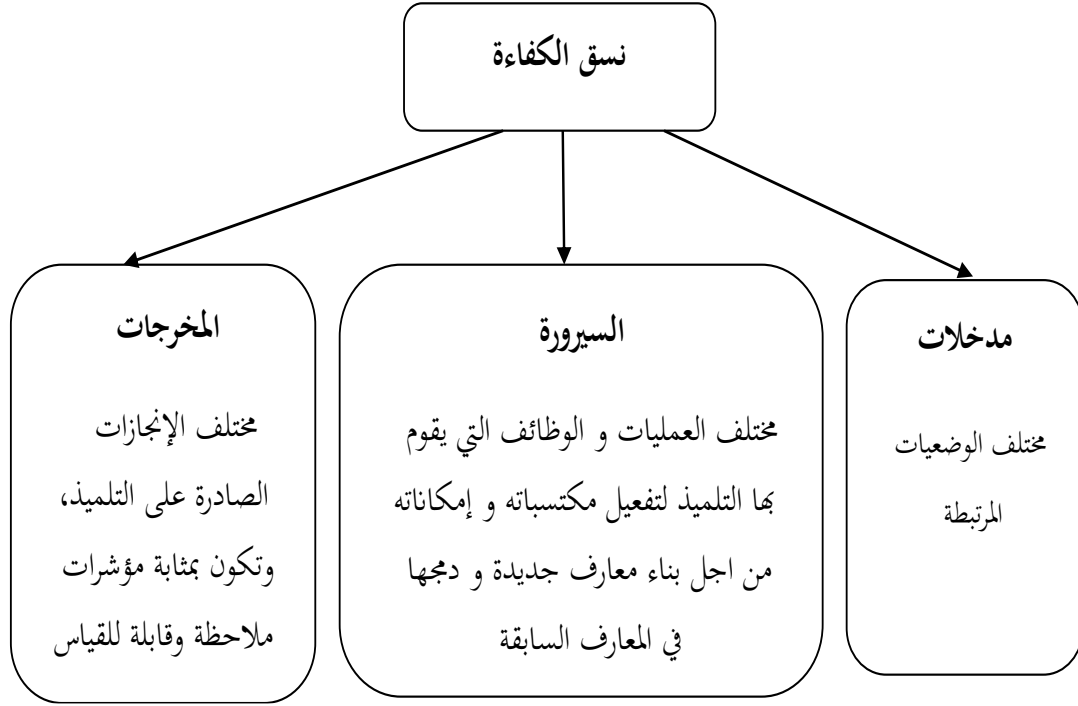 نسق الكفاءة
مدخلات
مختلف الوضعيات
المرتبطة
السيرورة
مختلف العمليات و الوظائف التي يقوم
بها التلميذ لتفعيل مكتسباته و إمكاناته
من اجل بناء معارف جديدة و دمجها
في المعارف السابقة
المخرجات
مختلف الإنجازات
الصادرة على التلميذ،
وتكون بمثابة مؤشرات
ملاحظة وقابلة للقياس